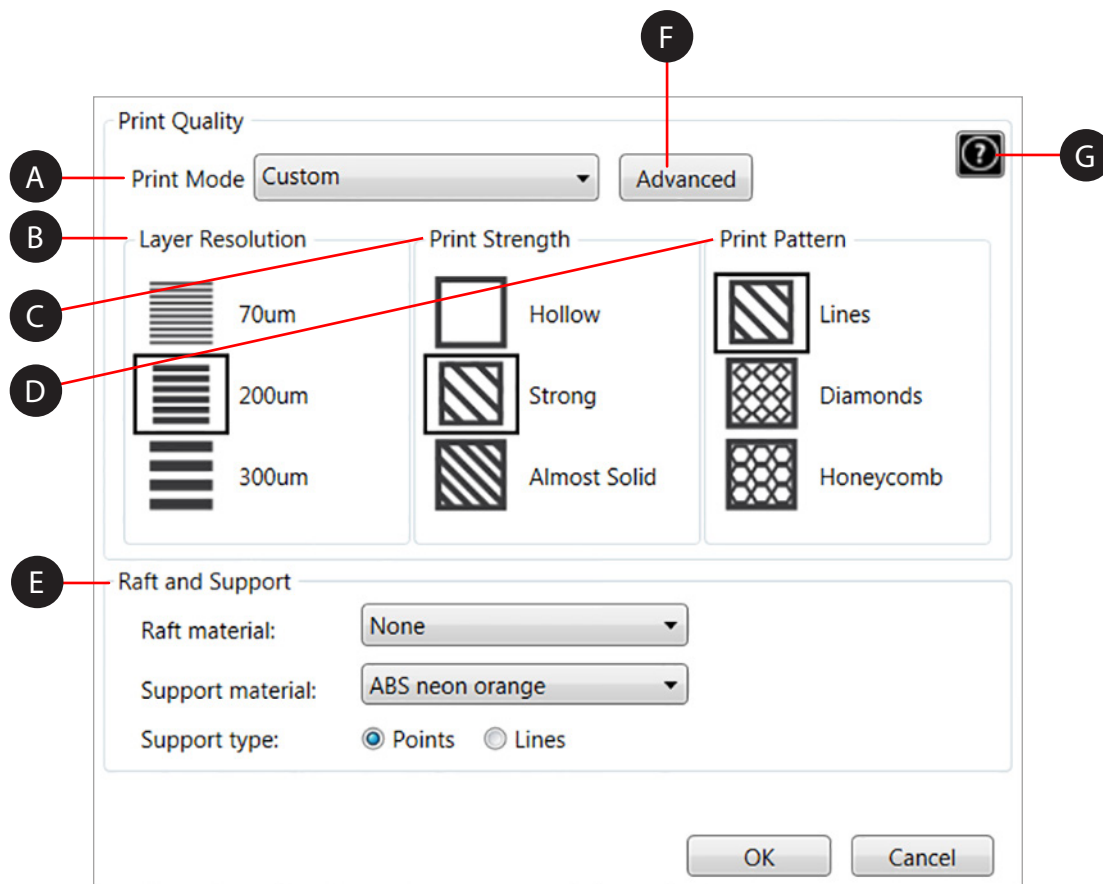 F
Print Quality
A Print Mode Custom Advanced ? G
B Layer Resolution Print Strength Print Pattern
C 70um Hollow Lines
D 200um Strong Diamonds
300um Almost Solid Honeycomb
E Raft and Support
Raft material: None
Support material: ABS neon orange
Support type: Points Lines
OK Cancel